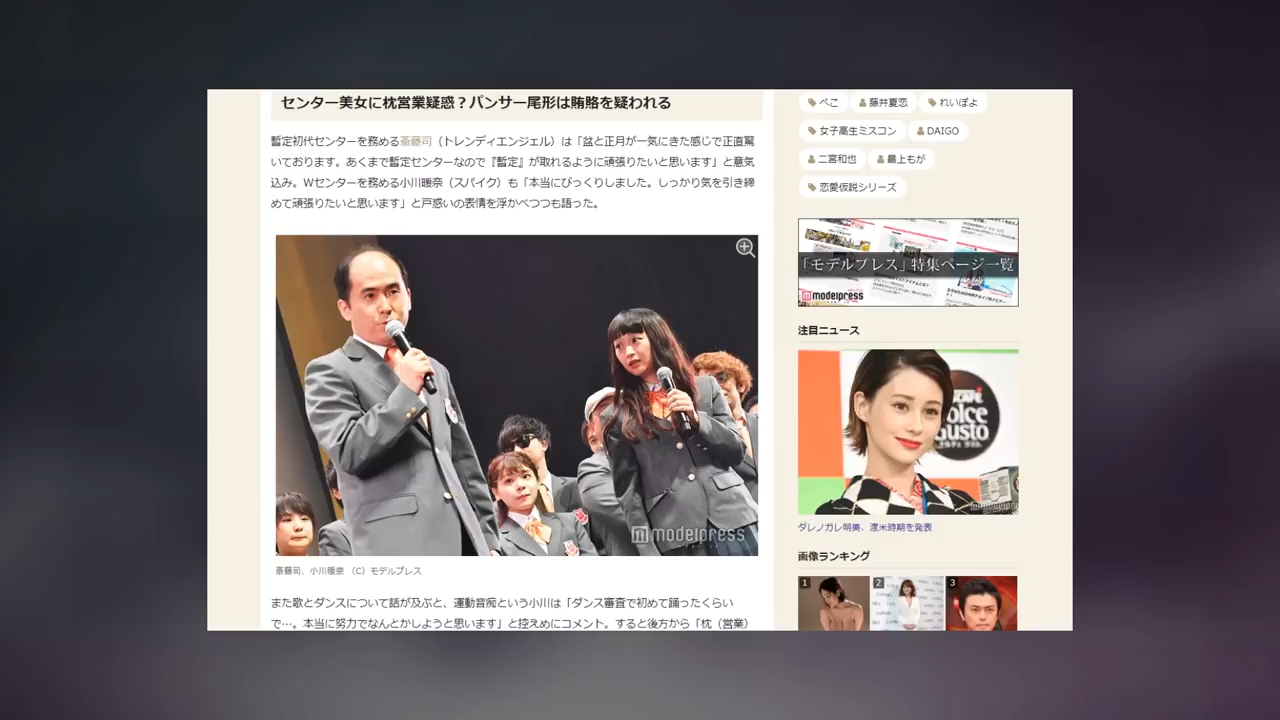 センター美女に枕営業疑惑？パンサー尾形は賄賂を疑われる
暫定初代センターを務める斎藤司（トレンディエンジェル）は「盆と正月が一気にきた感じで正直驚
いております。あくまで暫定センターなので『暫定』が取れるように頑張りたいと思います」と意気
込み。Wセンターを務める小川暖奈（スパイク）も「本当にびっくりしました。しっかり気を引き締
めて頑張りたいと思います」と戸惑いの表情を浮かべつつも語った。
modelpress
斎藤司、小川暖奈 （C）モデルプレス
また歌とダンスについて話が及ぶと、運動音痴という小川は「ダンス審査で初めて踊ったくらい
で…。本当に努力でなんとかしようと思います」と控えめにコメント。すると後方から「枕（営業）
ぺこ
藤井夏恋
れいぽよ
女子高生ミスコン
DAIGO
二宮和也
最上もが
恋愛仮説シリーズ
「モデルプレス」特集ページ一覧
modelpress
注目ニュース
Dolce
Gusto
modelpress
ダレノガレ明美、渡米時期を発表
画像ランキング
1
2
3